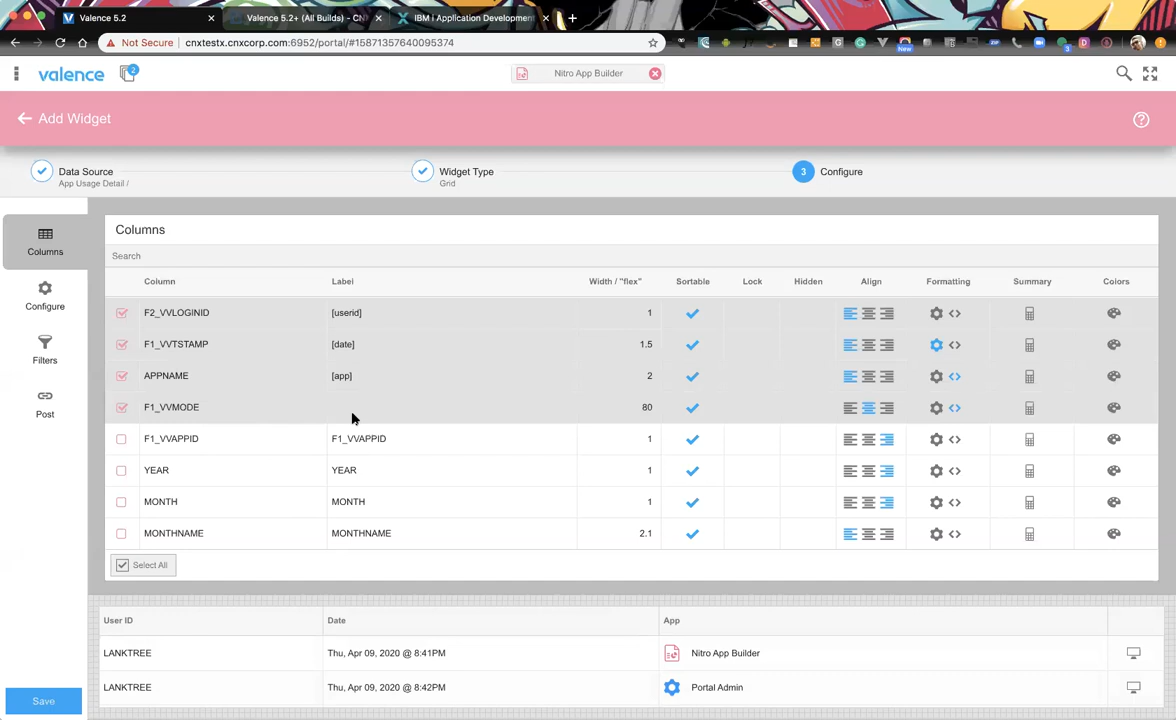 Valence 5.2
Valence 5.2+ (All Builds) - CN
IBM i Application Development
Not Secure
cnxtestx.cnxcorp.com:6952/portal/#15871357640095374
New
3
valence
2
Nitro App Builder
Add Widget
Data Source
App Usage Detail /
Widget Type
Grid
3
Configure
Columns
Configure
Filters
Post
Save
Columns
Search
Column Label Width / "flex" Sortable Lock Hidden Align Formatting Summary Colors
F2_VVLOGINID [userid] 1
F1_VVTSTAMP [date] 1.5
APPNAME [app] 2
F1_VVMODE 80
F1_VVAPPID F1_VVAPPID 1
YEAR YEAR 1
MONTH MONTH 1
MONTHNAME MONTHNAME 2.1
Select All
User ID Date App
LANKTREE Thu, Apr 09, 2020 @ 8:41PM Nitro App Builder
LANKTREE Thu, Apr 09, 2020 @ 8:42PM Portal Admin